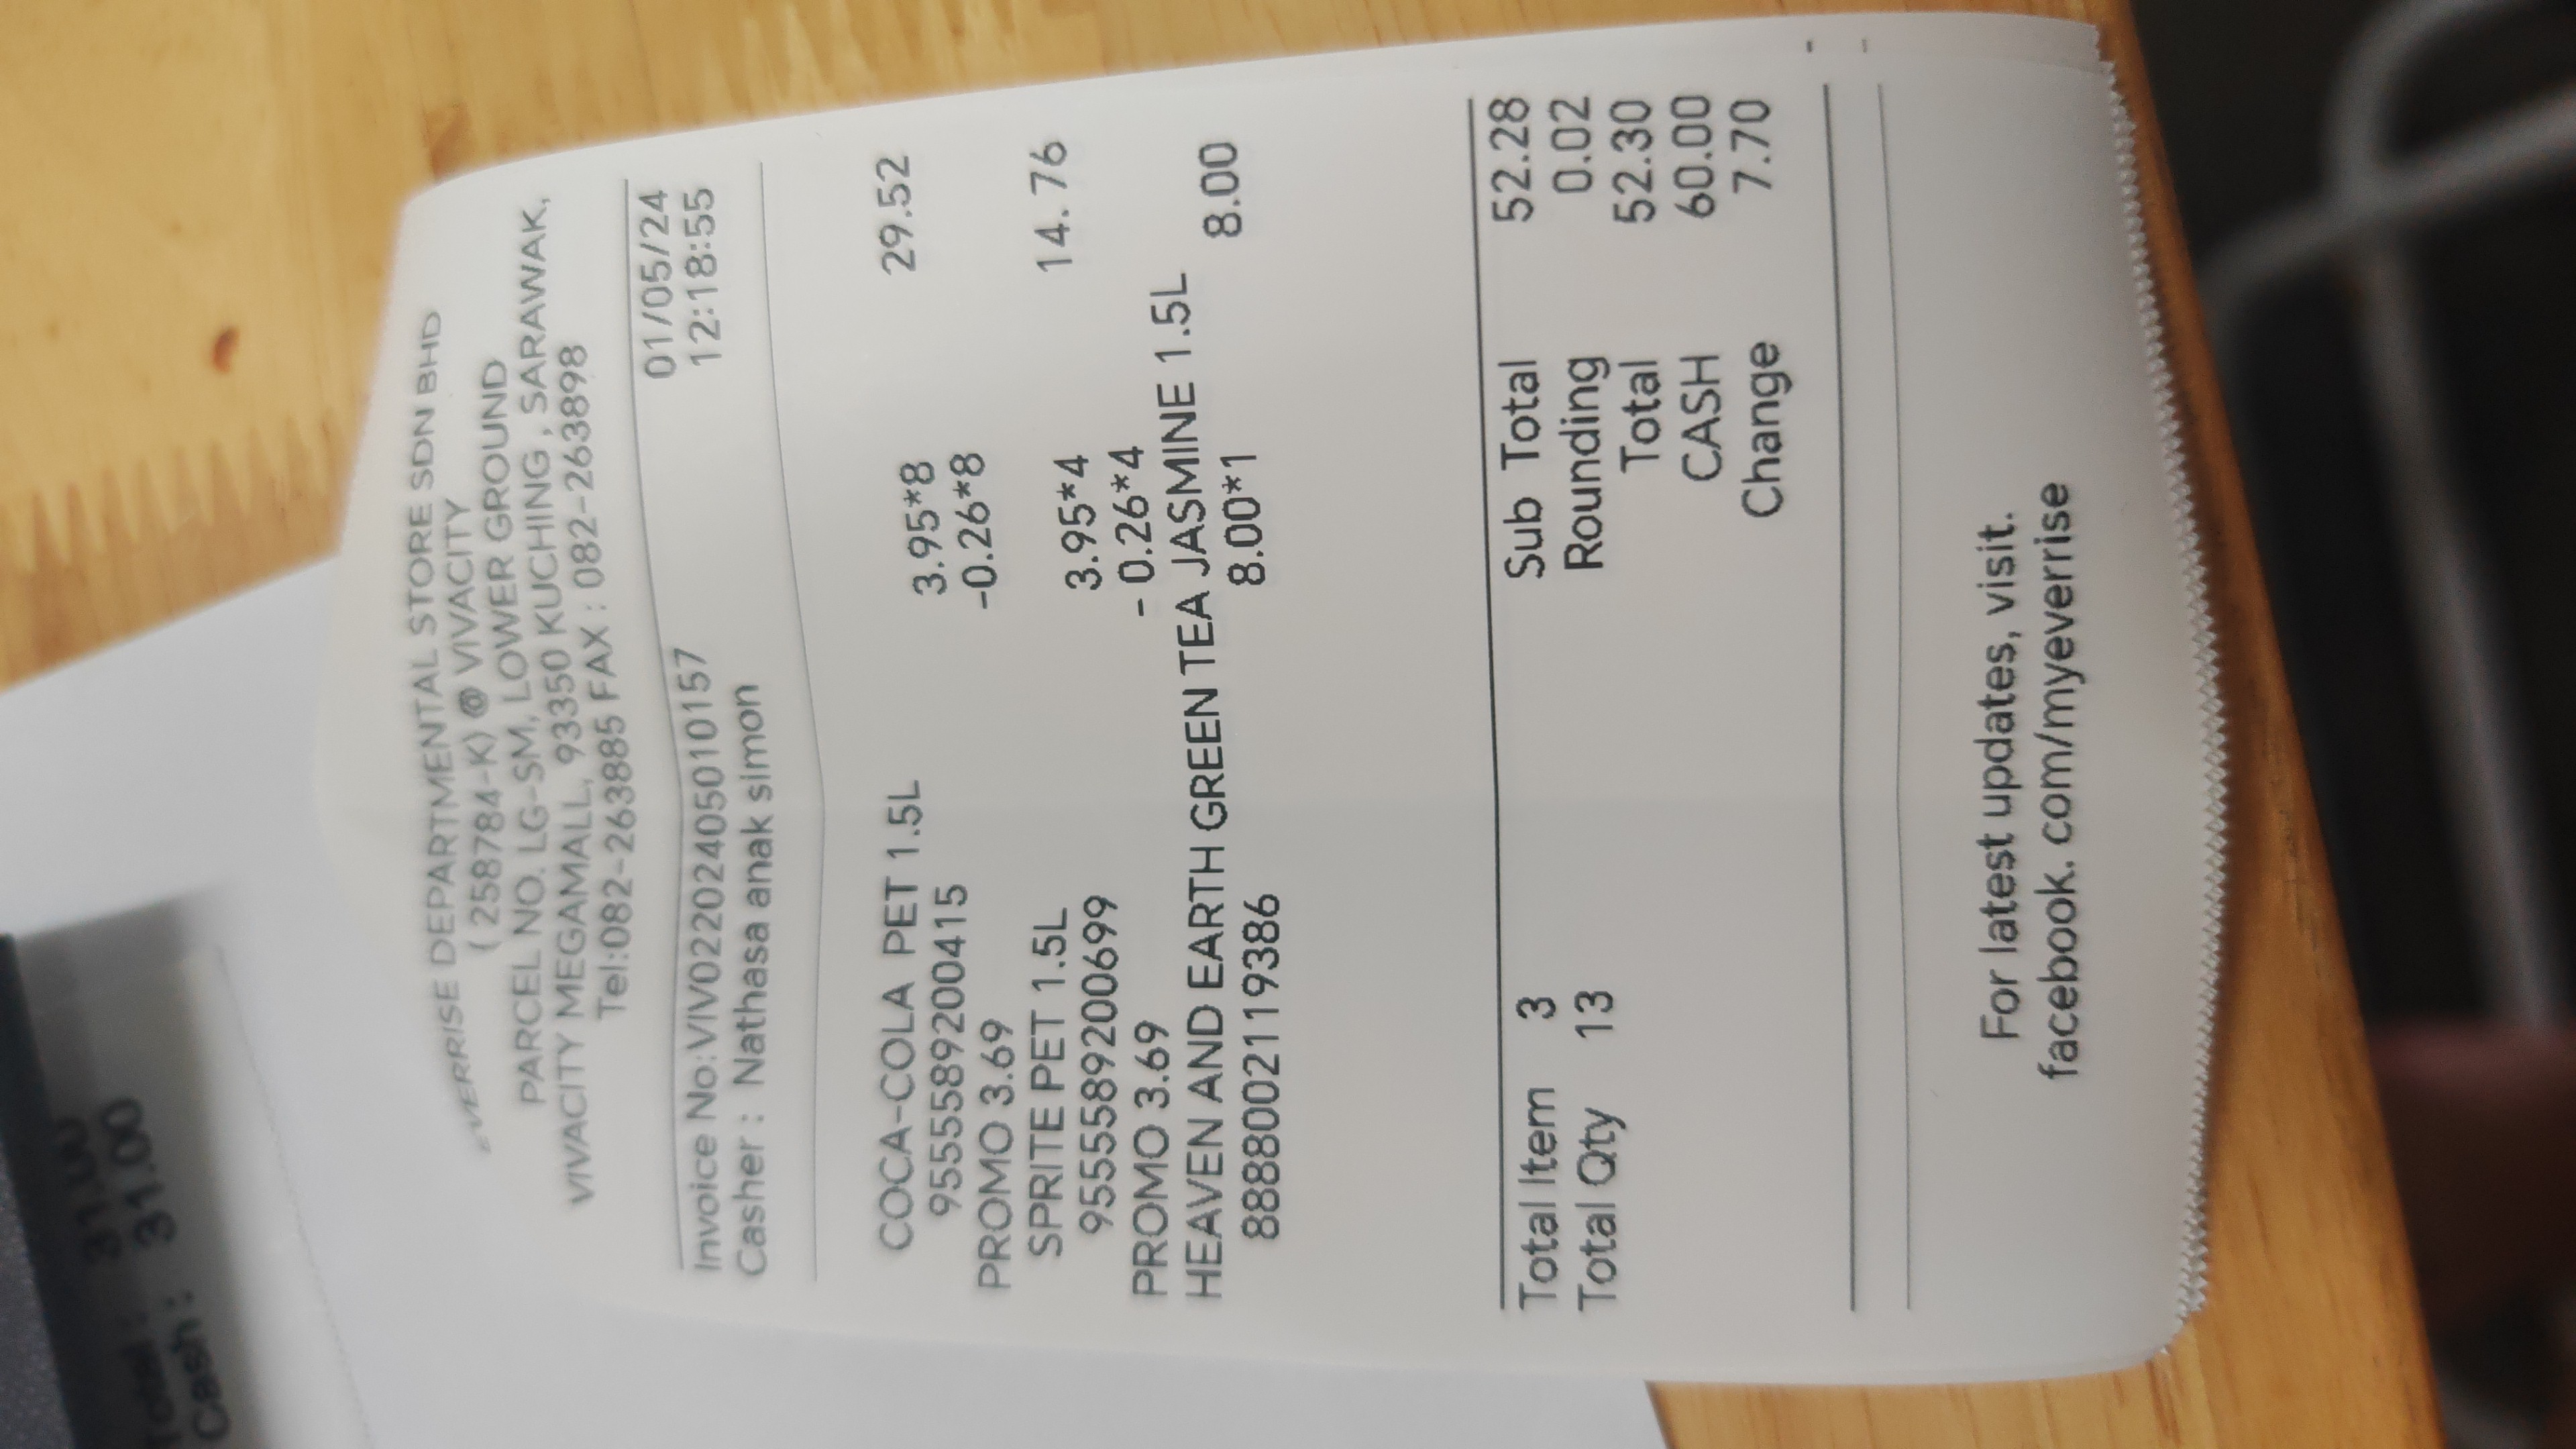 Total : 31.00
Cash : 31.00
EVERRISE DEPARTMENTAL STORE SDN BHD
( 258784-K) @ VIVACITY
PARCEL NO. LG-SM, LOWER GROUND
VIVACITY MEGAMALL, 93350 KUCHING , SARAWAK,
Tel:082-263885 FAX : 082-263898
01/05/24
Invoice No:VIV02202405010157 12:18:55
Casher : Nathasa anak simon
COCA-COLA PET 1.5L 29.52
9555589200415 3.95*8
PROMO 3.69 -0.26*8
SPRITE PET 1.5L 14. 76
9555589200699 3.95*4
PROMO 3.69 - 0.26*4
HEAVEN AND EARTH GREEN TEA JASMINE 1.5L
8888002119386 8.00*1 8.00
Total Item 3 Sub Total 52.28
Total Qty 13 Rounding 0.02
Total 52.30
CASH 60.00
Change 7.70
For latest updates, visit.
facebook. com/myeverrise